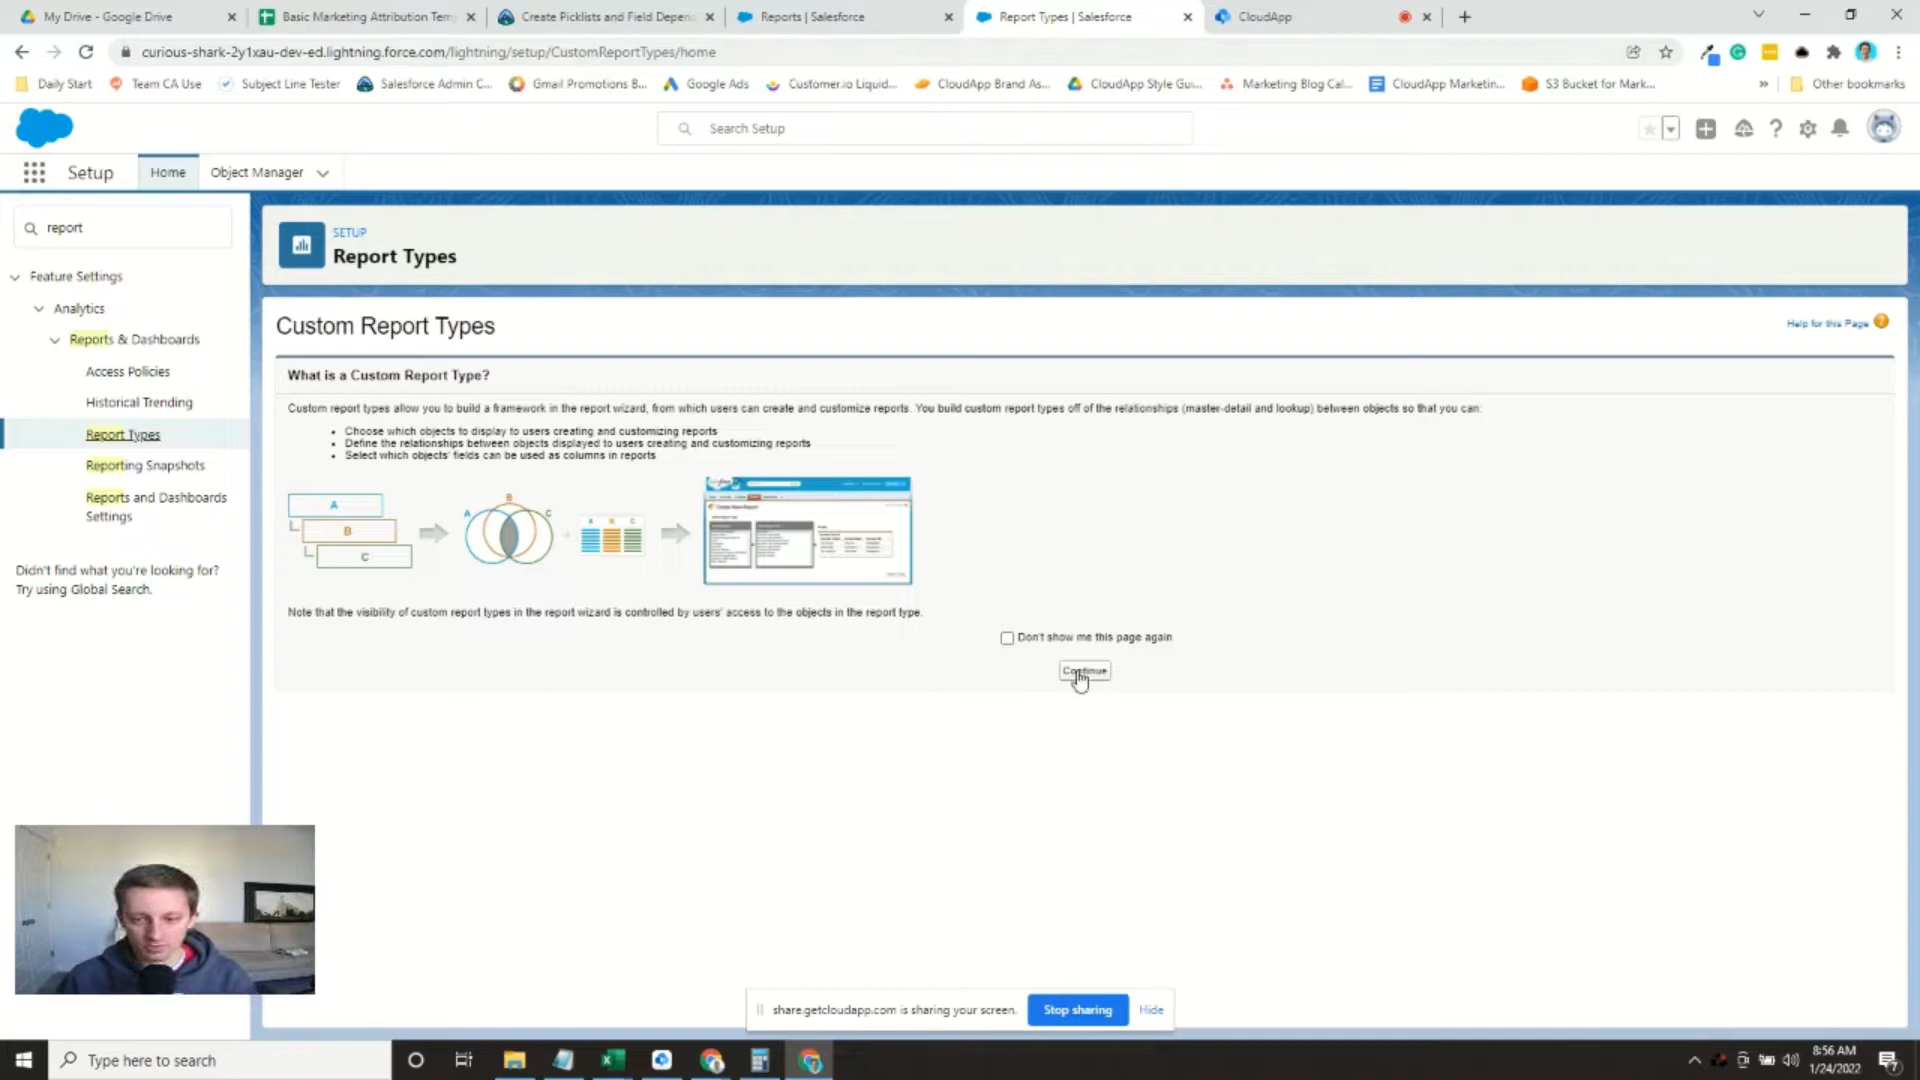 My Drive - Google Drive
Basic Marketing Attribution Tem
Create Picklists and Field Depen
Reports | Salesforce
Report Types | Salesforce
CloudApp
curious-shark-2y1xau-dev-ed.lightning.force.com/lightning/setup/CustomReportTypes/home
Daily Start
Team CA Use
Subject Line Tester
Salesforce Admin C...
Gmail Promotions B...
Google Ads
Customer.io Liquid...
CloudApp Brand As...
CloudApp Style Gu...
Marketing Blog Cal...
CloudApp Marketin...
S3 Bucket for Mark...
»
Other bookmarks
Search Setup
Setup
Home
Object Manager
report
Feature Settings
Analytics
Reports & Dashboards
Access Policies
Historical Trending
Report Types
Reporting Snapshots
Reports and Dashboards
Settings
Didn't find what you're looking for?
Try using Global Search.
SETUP
Report Types
Custom Report Types
Help for this Page
What is a Custom Report Type?
Custom report types allow you to build a framework in the report wizard, from which users can create and customize reports. You build custom report types off of the relationships (master-detail and lookup) between objects so that you can:
• Choose which objects to display to users creating and customizing reports
• Define the relationships between objects displayed to users creating and customizing reports
• Select which objects' fields can be used as columns in reports
A
B
C
A
B
C
A B C
Note that the visibility of custom report types in the report wizard is controlled by users' access to the objects in the report type.
Don't show me this page again
Continue
share.getcloudapp.com is sharing your screen.
Stop sharing
Hide
Type here to search
8:56 AM
1/24/2022